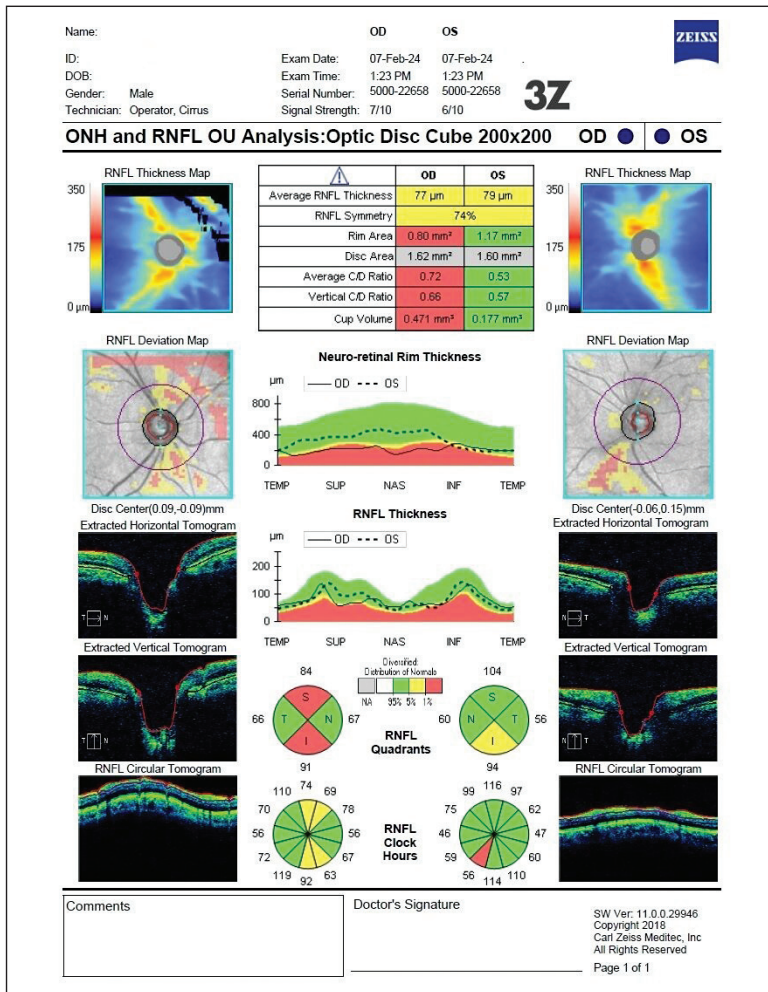 Name: OD OS
ZEISS
ID: Exam Date: 07-Feb-24 07-Feb-24
DOB: Exam Time: 1:23 PM 1:23 PM
Gender: Male Serial Number: 5000-22658 5000-22658
Technician: Operator, Cirrus Signal Strength: 7/10 6/10
3Z
ONH and RNFL OU Analysis:Optic Disc Cube 200x200 OD OS
RNFL Thickness Map
350
175
0 µm
OD OS
Average RNFL Thickness 77 µm 79 µm
RNFL Symmetry 74%
Rim Area 0.80 mm² 1.17 mm²
Disc Area 1.62 mm² 1.60 mm²
Average C/D Ratio 0.72 0.53
Vertical C/D Ratio 0.66 0.57
Cup Volume 0.471 mm³ 0.177 mm³
RNFL Thickness Map
350
175
0 µm
RNFL Deviation Map
Disc Center(0.09,-0.09)mm
Neuro-retinal Rim Thickness
µm OD OS
800
400
0
TEMP SUP NAS INF TEMP
RNFL Deviation Map
Disc Center(-0.06,0.15)mm
Extracted Horizontal Tomogram
T N
RNFL Thickness
µm OD OS
200
100
0
TEMP SUP NAS INF TEMP
Extracted Horizontal Tomogram
N T
Extracted Vertical Tomogram
Extracted Vertical Tomogram
Diversified:
Distribution of Normals
NA 95% 5% 1%
84
S
66 T N 67
I
91
RNFL
Quadrants
104
S
60 N T 56
I
94
RNFL Circular Tomogram
RNFL Circular Tomogram
74
110 69
70 78
56 56
72 67
119 63
92
RNFL
Clock
Hours
116
99 97
75 62
46 47
59 60
56 110
114
Comments
Doctor's Signature
SW Ver: 11.0.0.29946
Copyright 2018
Carl Zeiss Meditec, Inc
All Rights Reserved
Page 1 of 1